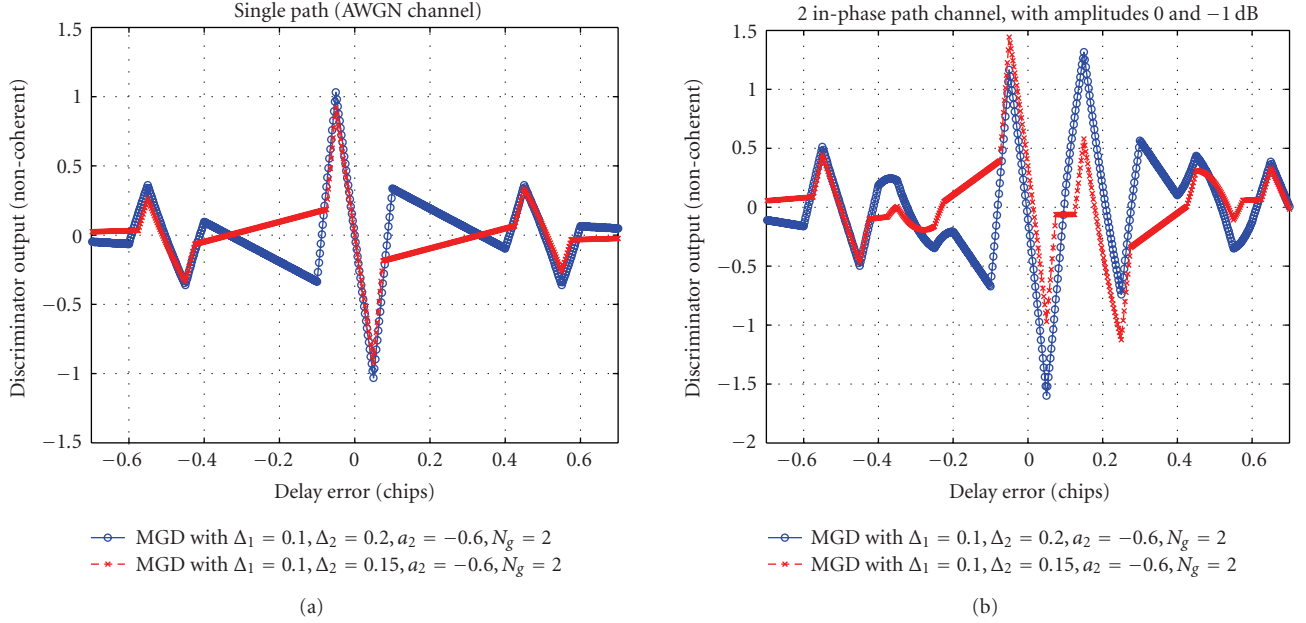 Single path (AWGN channel)
1.5
1
0.5
0
−0.5
−1
−1.5
Discriminator output (non-coherent)
−0.6
−0.4
−0.2
0
0.2
0.4
0.6
Delay error (chips)
MGD with Δ1 = 0.1, Δ2 = 0.2, a2 = −0.6, Ng = 2
MGD with Δ1 = 0.1, Δ2 = 0.15, a2 = −0.6, Ng = 2
(a)
2 in-phase path channel, with amplitudes 0 and −1 dB
1.5
1
0.5
0
−0.5
−1
−1.5
−2
Discriminator output (non-coherent)
−0.6
−0.4
−0.2
0
0.2
0.4
0.6
Delay error (chips)
MGD with Δ1 = 0.1, Δ2 = 0.2, a2 = −0.6, Ng = 2
MGD with Δ1 = 0.1, Δ2 = 0.15, a2 = −0.6, Ng = 2
(b)